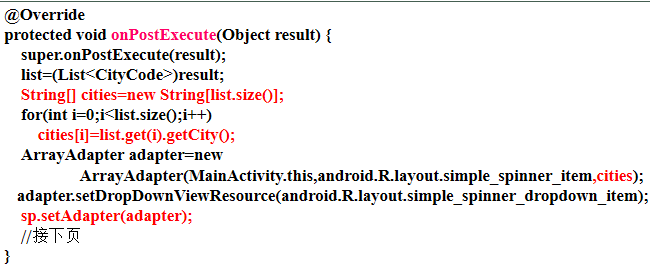 @Override
protected void onPostExecute(Object result) {
super.onPostExecute(result);
list=(List<CityCode>)result;
String[] cities=new String[list.size()];
for(int i=0;i<list.size();i++)
cities[i]=list.get(i).getCity();
ArrayAdapter adapter=new
ArrayAdapter(MainActivity.this,android.R.layout.simple_spinner_item,cities);
adapter.setDropDownViewResource(android.R.layout.simple_spinner_dropdown_item);
sp.setAdapter(adapter);
//接下页
}